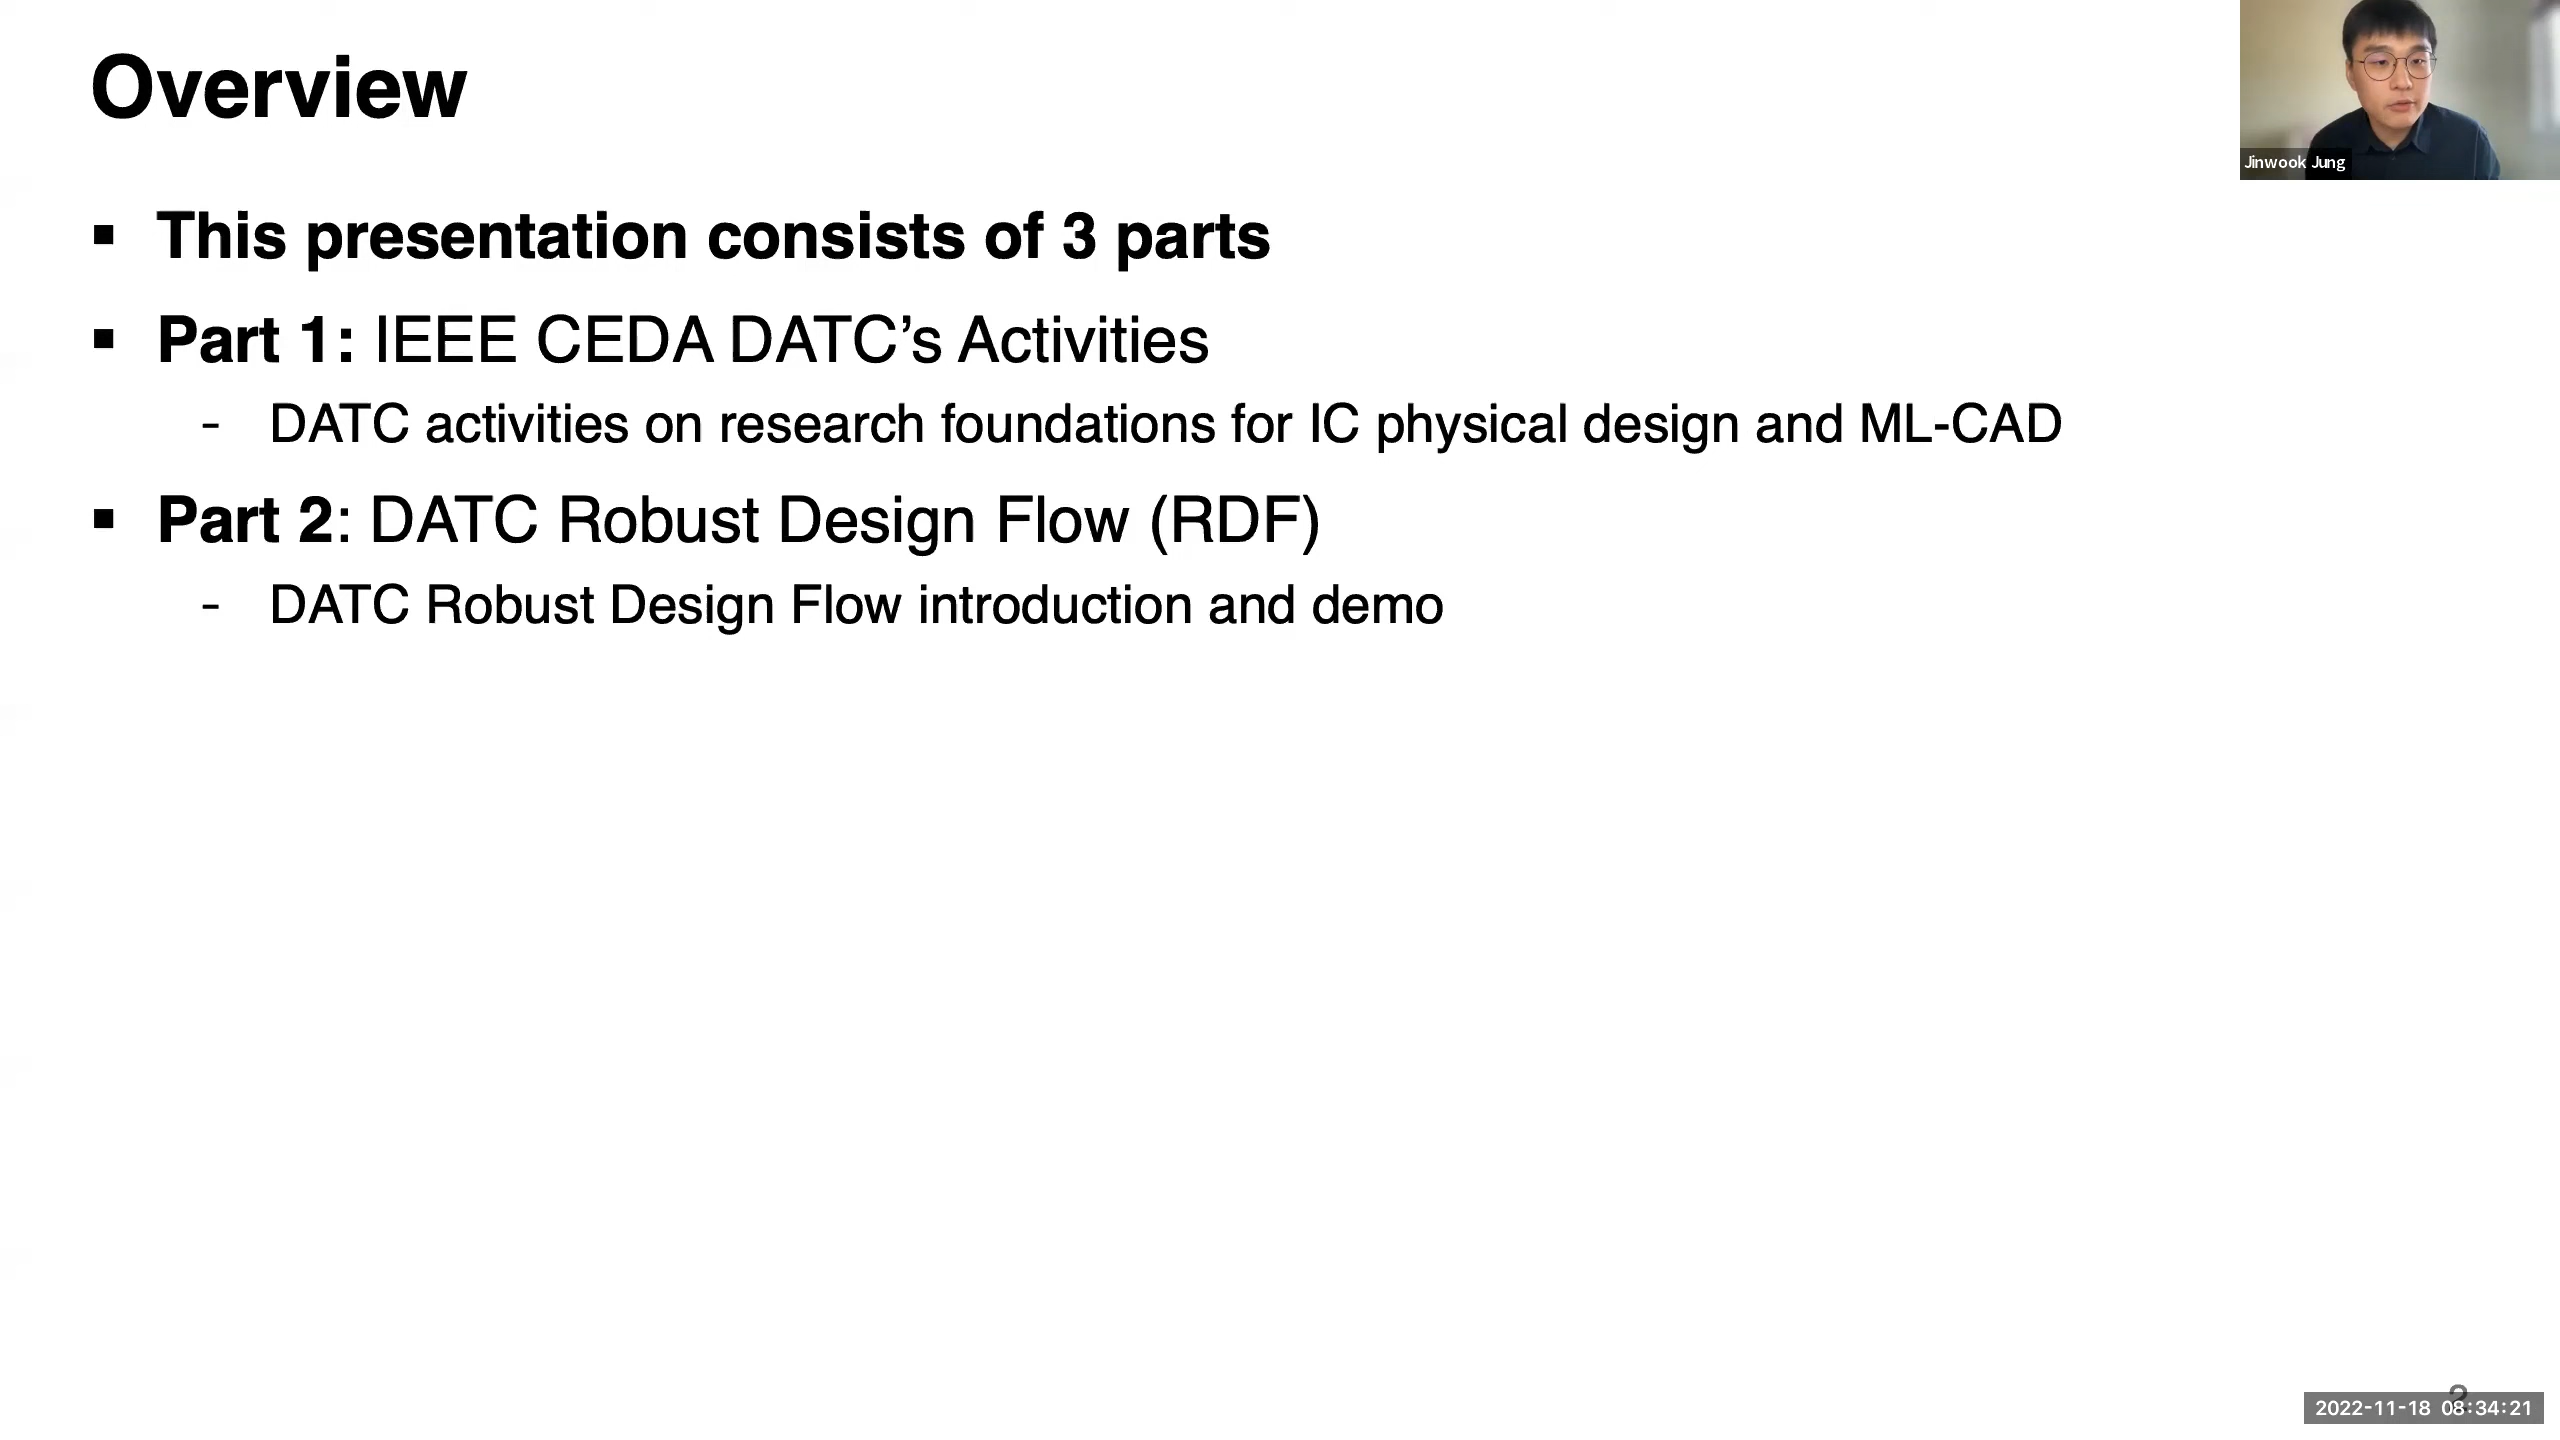 Overview
Jinwook Jung
▪ This presentation consists of 3 parts
▪ Part 1: IEEE CEDA DATC’s Activities
- DATC activities on research foundations for IC physical design and ML-CAD
▪ Part 2: DATC Robust Design Flow (RDF)
- DATC Robust Design Flow introduction and demo
2
2022-11-18 08:34:21